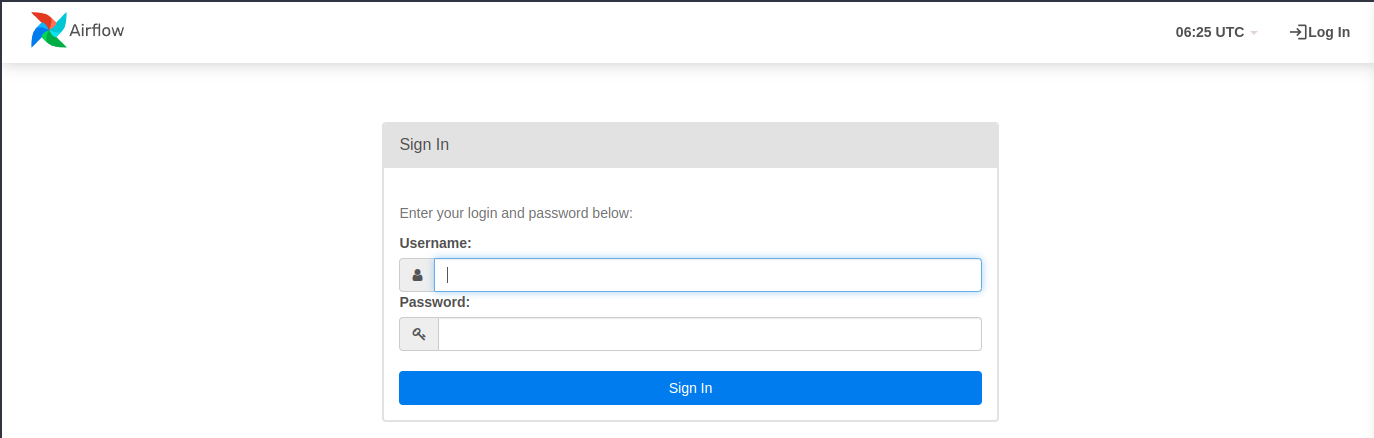 Airflow
06:25 UTC
Log In
Sign In
Enter your login and password below:
Username:
Password:
Sign In